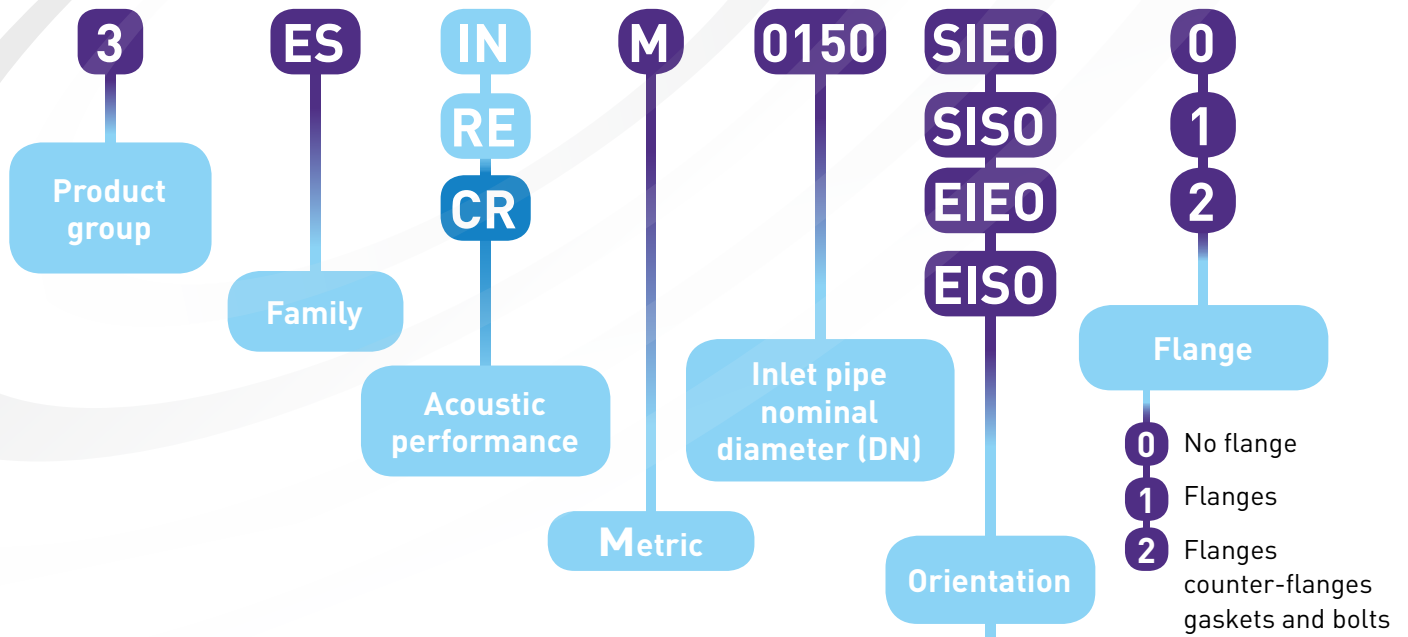 3
ES
IN
RE
CR
M
0150
SIEO
SISO
EIEO
EISO
0
1
2
Product
group
Family
Acoustic
performance
Metric
Inlet pipe
nominal
diameter (DN)
Orientation
Flange
0 No flange
1 Flanges
2 Flanges
counter-flanges
gaskets and bolts